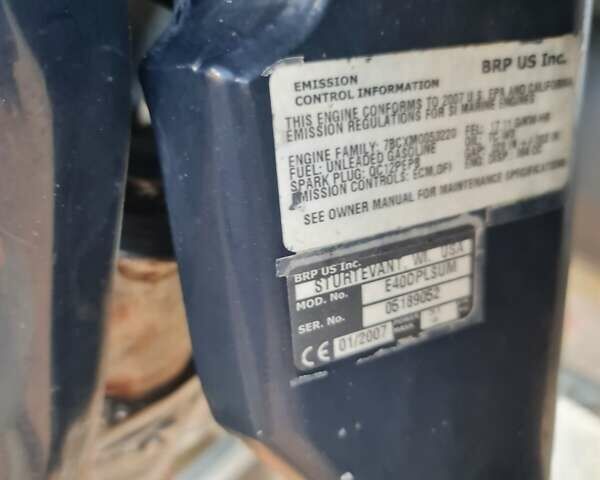 EMISSION
CONTROL INFORMATION
BRP US Inc.
THIS ENGINE CONFORMS TO 2007 U.S. EPA AND CALIFORNIA
EMISSION REGULATIONS FOR SI MARINE ENGINES
ENGINE FAMILY: FEL:
FUEL: UNLEADED GASOLINE
SPARK PLUG: QC12PEPB
EMISSION CONTROLS: ECM, DFI
SEE OWNER MANUAL FOR MAINTENANCE SPECIFICATIONS
BRP US Inc.
STURTEVANT, WI. USA
MOD. No. E40DPLSUM
SER. No. 05189052
CE 01/2007